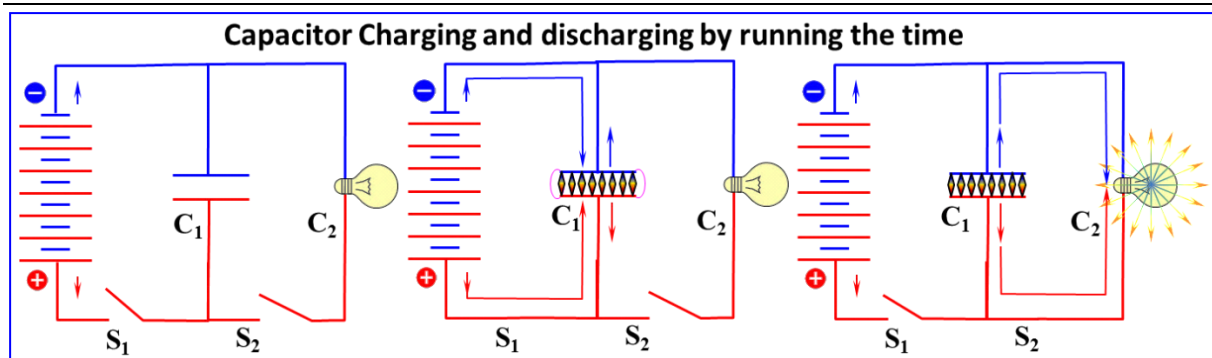 Capacitor Charging and discharging by running the time
− − −
C₁ C₂ C₁ C₂ C₁ C₂
+ + +
S₁ S₂ S₁ S₂ S₁ S₂